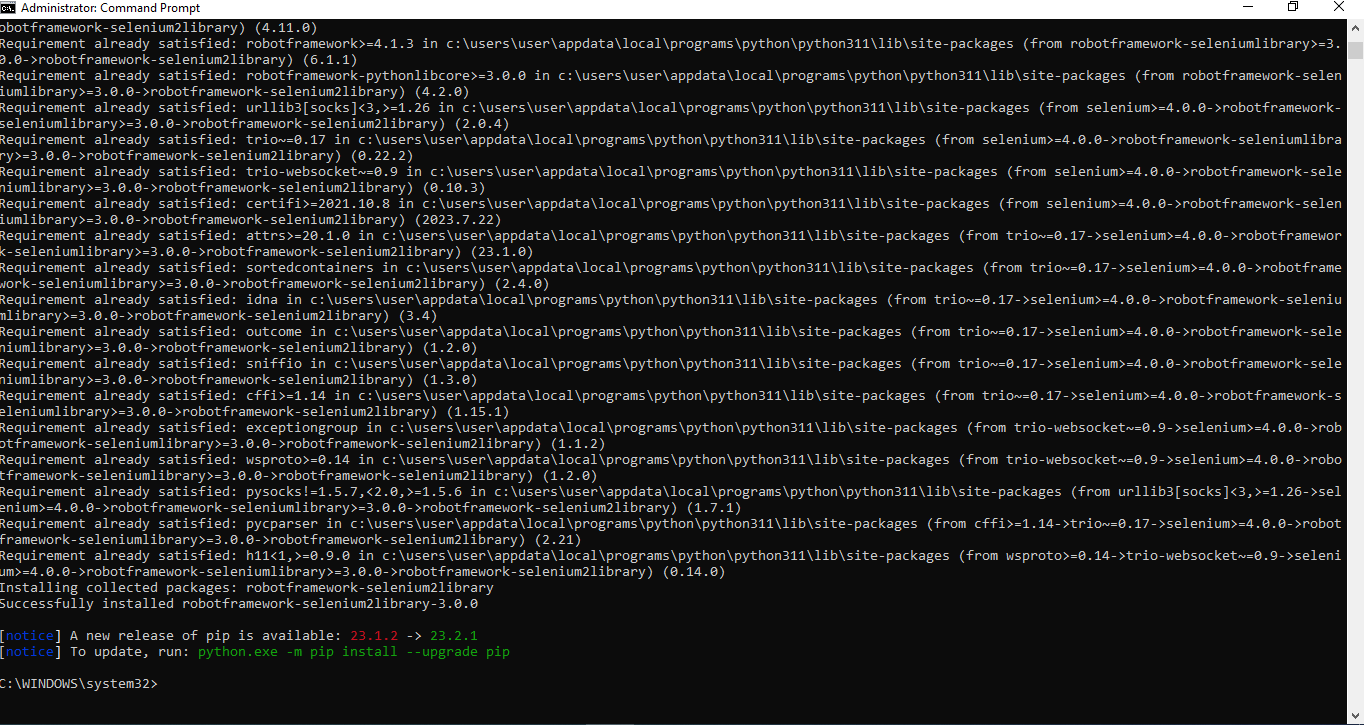 Administrator: Command Prompt
obotframework-selenium2library) (4.11.0)
Requirement already satisfied: robotframework>=4.1.3 in c:\users\user\appdata\local\programs\python\python311\lib\site-packages (from robotframework-seleniumlibrary>=3.
0.0->robotframework-selenium2library) (6.1.1)
Requirement already satisfied: robotframework-pythonlibcore>=3.0.0 in c:\users\user\appdata\local\programs\python\python311\lib\site-packages (from robotframework-selen
iumlibrary>=3.0.0->robotframework-selenium2library) (4.2.0)
Requirement already satisfied: urllib3[socks]<3,>=1.26 in c:\users\user\appdata\local\programs\python\python311\lib\site-packages (from selenium>=4.0.0->robotframework-
seleniumlibrary>=3.0.0->robotframework-selenium2library) (2.0.4)
Requirement already satisfied: trio~=0.17 in c:\users\user\appdata\local\programs\python\python311\lib\site-packages (from selenium>=4.0.0->robotframework-seleniumlibra
ry>=3.0.0->robotframework-selenium2library) (0.22.2)
Requirement already satisfied: trio-websocket~=0.9 in c:\users\user\appdata\local\programs\python\python311\lib\site-packages (from selenium>=4.0.0->robotframework-sele
niumlibrary>=3.0.0->robotframework-selenium2library) (0.10.3)
Requirement already satisfied: certifi>=2021.10.8 in c:\users\user\appdata\local\programs\python\python311\lib\site-packages (from selenium>=4.0.0->robotframework-selen
iumlibrary>=3.0.0->robotframework-selenium2library) (2023.7.22)
Requirement already satisfied: attrs>=20.1.0 in c:\users\user\appdata\local\programs\python\python311\lib\site-packages (from trio~=0.17->selenium>=4.0.0->robotframewor
k-seleniumlibrary>=3.0.0->robotframework-selenium2library) (23.1.0)
Requirement already satisfied: sortedcontainers in c:\users\user\appdata\local\programs\python\python311\lib\site-packages (from trio~=0.17->selenium>=4.0.0->robotframe
work-seleniumlibrary>=3.0.0->robotframework-selenium2library) (2.4.0)
Requirement already satisfied: idna in c:\users\user\appdata\local\programs\python\python311\lib\site-packages (from trio~=0.17->selenium>=4.0.0->robotframework-seleniu
mlibrary>=3.0.0->robotframework-selenium2library) (3.4)
Requirement already satisfied: outcome in c:\users\user\appdata\local\programs\python\python311\lib\site-packages (from trio~=0.17->selenium>=4.0.0->robotframework-sele
niumlibrary>=3.0.0->robotframework-selenium2library) (1.2.0)
Requirement already satisfied: sniffio in c:\users\user\appdata\local\programs\python\python311\lib\site-packages (from trio~=0.17->selenium>=4.0.0->robotframework-sele
niumlibrary>=3.0.0->robotframework-selenium2library) (1.3.0)
Requirement already satisfied: cffi>=1.14 in c:\users\user\appdata\local\programs\python\python311\lib\site-packages (from trio~=0.17->selenium>=4.0.0->robotframework-s
eleniumlibrary>=3.0.0->robotframework-selenium2library) (1.15.1)
Requirement already satisfied: exceptiongroup in c:\users\user\appdata\local\programs\python\python311\lib\site-packages (from trio-websocket~=0.9->selenium>=4.0.0->rob
otframework-seleniumlibrary>=3.0.0->robotframework-selenium2library) (1.1.2)
Requirement already satisfied: wsproto>=0.14 in c:\users\user\appdata\local\programs\python\python311\lib\site-packages (from trio-websocket~=0.9->selenium>=4.0.0->robo
tframework-seleniumlibrary>=3.0.0->robotframework-selenium2library) (1.2.0)
Requirement already satisfied: pysocks!=1.5.7,<2.0,>=1.5.6 in c:\users\user\appdata\local\programs\python\python311\lib\site-packages (from urllib3[socks]<3,>=1.26->sel
enium>=4.0.0->robotframework-seleniumlibrary>=3.0.0->robotframework-selenium2library) (1.7.1)
Requirement already satisfied: pycparser in c:\users\user\appdata\local\programs\python\python311\lib\site-packages (from cffi>=1.14->trio~=0.17->selenium>=4.0.0->robot
framework-seleniumlibrary>=3.0.0->robotframework-selenium2library) (2.21)
Requirement already satisfied: h11<1,>=0.9.0 in c:\users\user\appdata\local\programs\python\python311\lib\site-packages (from wsproto>=0.14->trio-websocket~=0.9->seleni
um>=4.0.0->robotframework-seleniumlibrary>=3.0.0->robotframework-selenium2library) (0.14.0)
Installing collected packages: robotframework-selenium2library
Successfully installed robotframework-selenium2library-3.0.0
[notice] A new release of pip is available: 23.1.2 -> 23.2.1
[notice] To update, run: python.exe -m pip install --upgrade pip
C:\WINDOWS\system32>